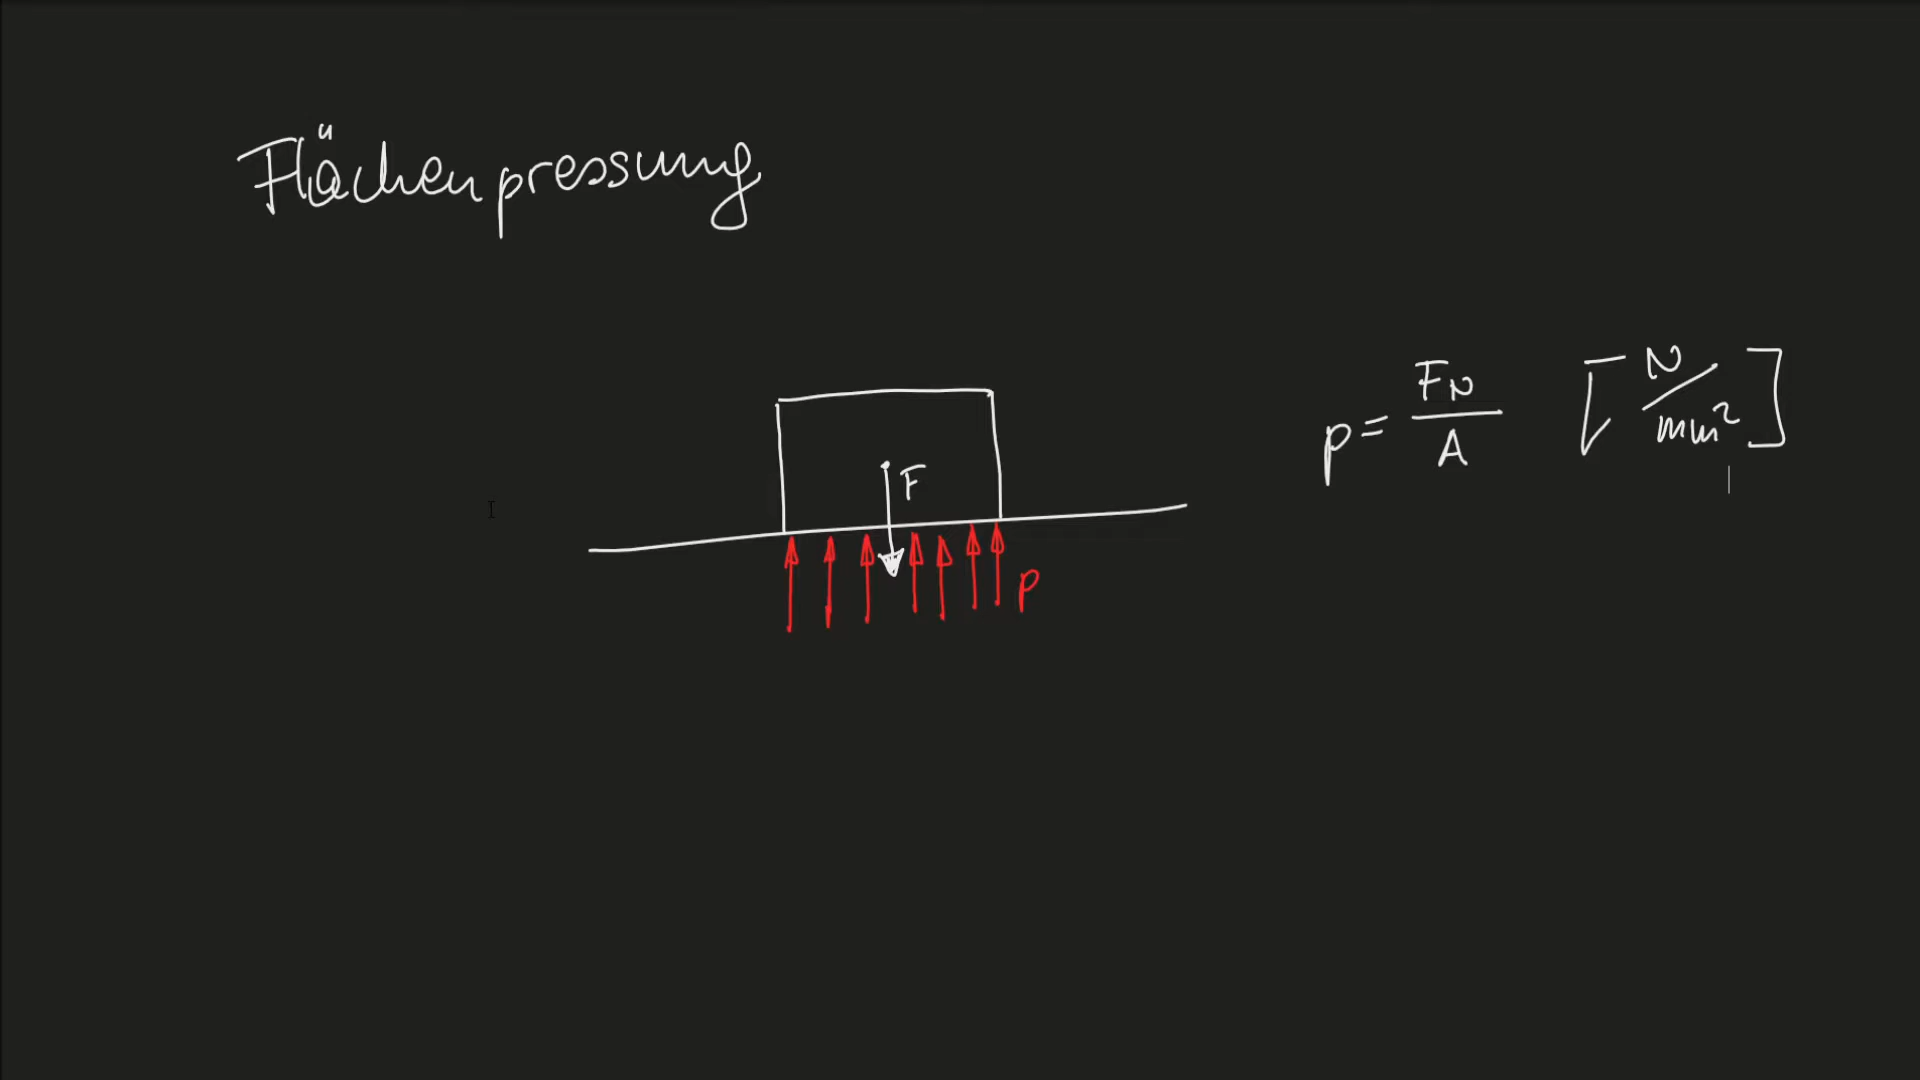 Flächenpressung
p = F_N / A [N/mm²]
F
p